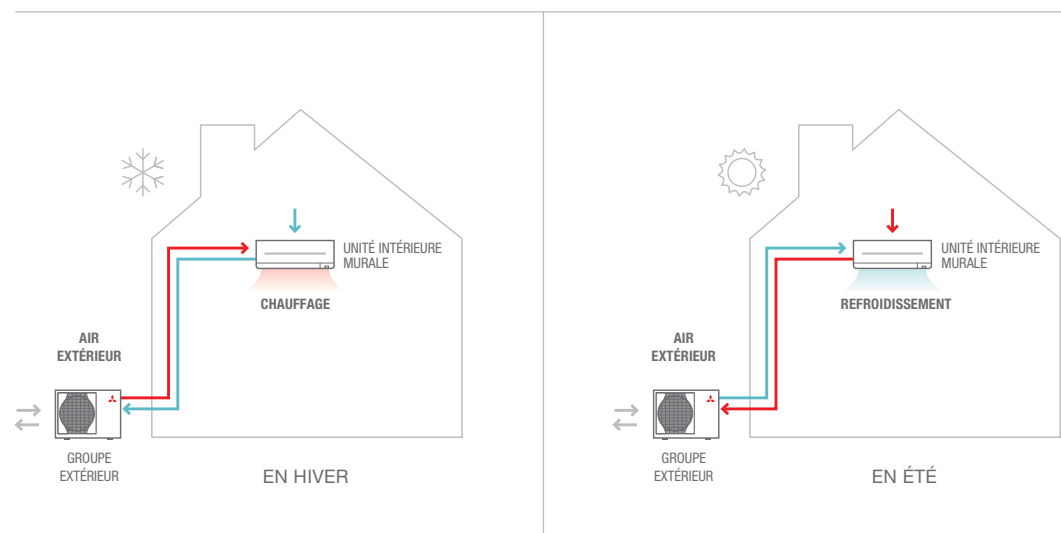 UNITÉ INTÉRIEURE
MURALE
CHAUFFAGE
AIR
EXTÉRIEUR
GROUPE
EXTÉRIEUR
EN HIVER
UNITÉ INTÉRIEURE
MURALE
REFROIDISSEMENT
AIR
EXTÉRIEUR
GROUPE
EXTÉRIEUR
EN ÉTÉ